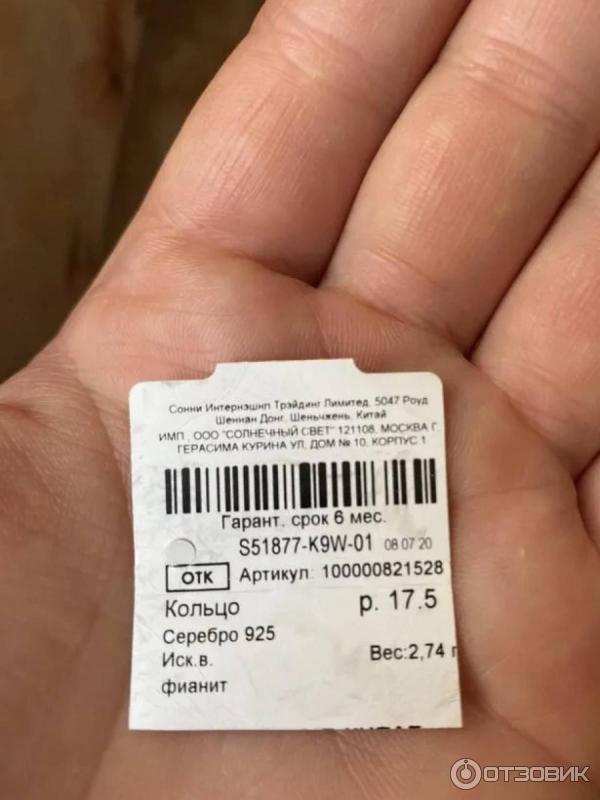 Сонни Интернэшнл Трэйдинг Лимитед, 5047 Роуд
Шеннан Донг, Шеньчжень, Китай
ИМП.: ООО "СОЛНЕЧНЫЙ СВЕТ" 121108, МОСКВА Г.
ГЕРАСИМА КУРИНА УЛ, ДОМ № 10, КОРПУС 1
Гарант. срок 6 мес.
S51877-K9W-01 08.07.20
ОТК Артикул: 100000821528
Кольцо р. 17.5
Серебро 925
Иск.в. Вес:2,74 г
фианит
ОТЗОВИК